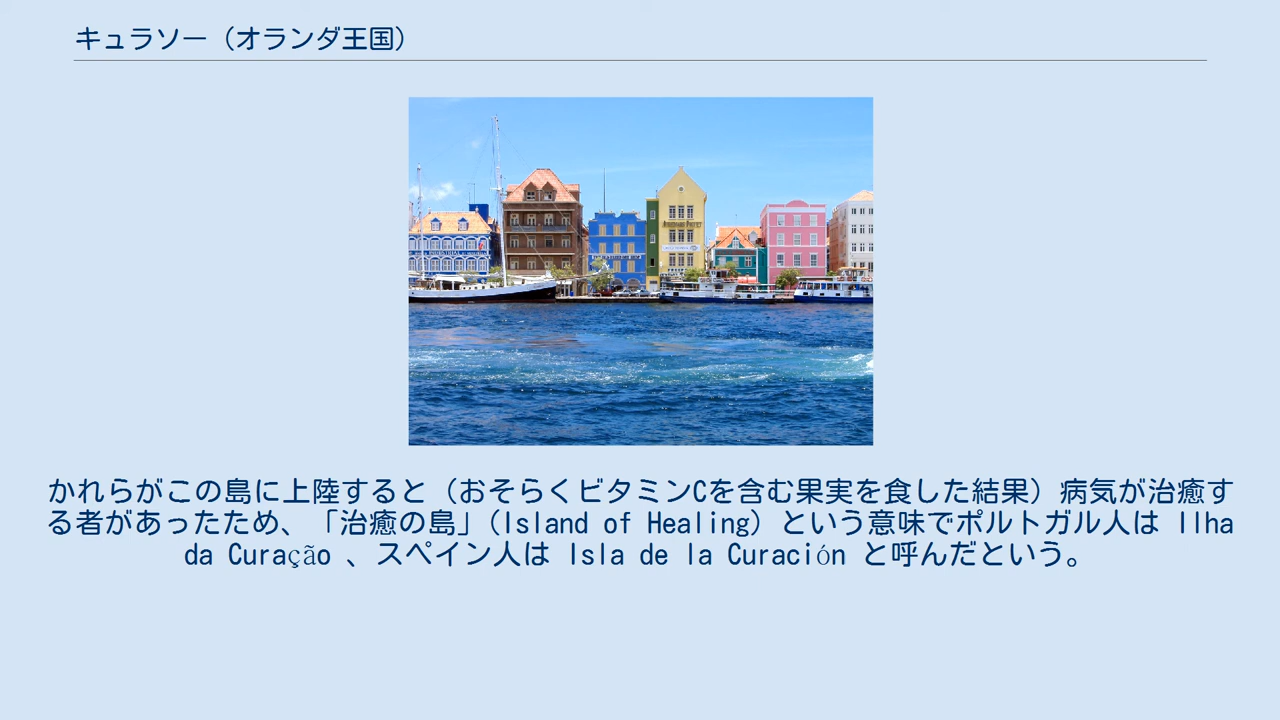 キュラソー（オランダ王国）
かれらがこの島に上陸すると（おそらくビタミンCを含む果実を食した結果）病気が治癒す
る者があったため、「治癒の島」（Island of Healing）という意味でポルトガル人は Ilha
da Curação 、スペイン人は Isla de la Curación と呼んだという。